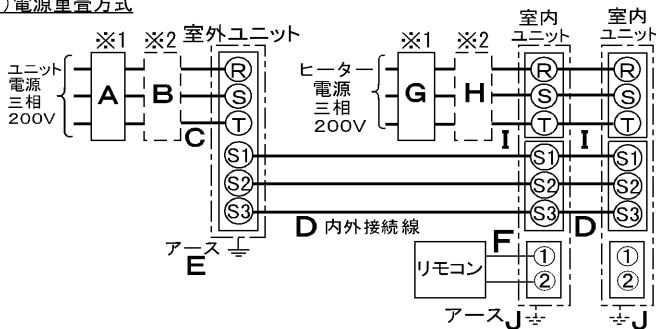 )電源重畳方式
※1 ※2 室外ユニット
ユニット
電源
三相
200V
A B C
R
S
T
S1
S2
S3
アース
E
※1 ※2
ヒーター
電源
三相
200V
G H I I
室内
ユニット
R
S
T
S1
S2
S3
室内
ユニット
R
S
T
S1
S2
S3
D 内外接続線
D
リモコン
F
① 
②
①
②
アース J J